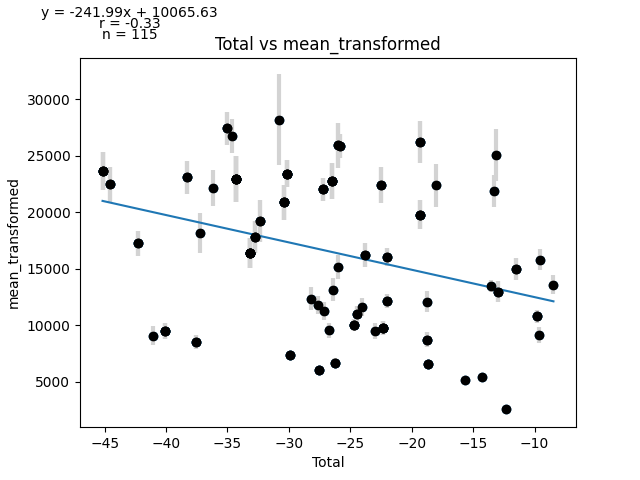 y = -241.99x + 10065.63
r = -0.33
n = 115
Total vs mean_transformed
30000
25000
20000
15000
10000
5000
mean_transformed
−45 −40 −35 −30 −25 −20 −15 −10
Total